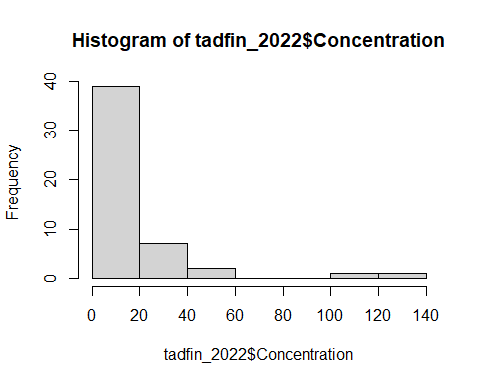 Histogram of tadfin_2022$Concentration
Frequency
40
30
20
10
0
0 20 40 60 80 100 120 140
tadfin_2022$Concentration